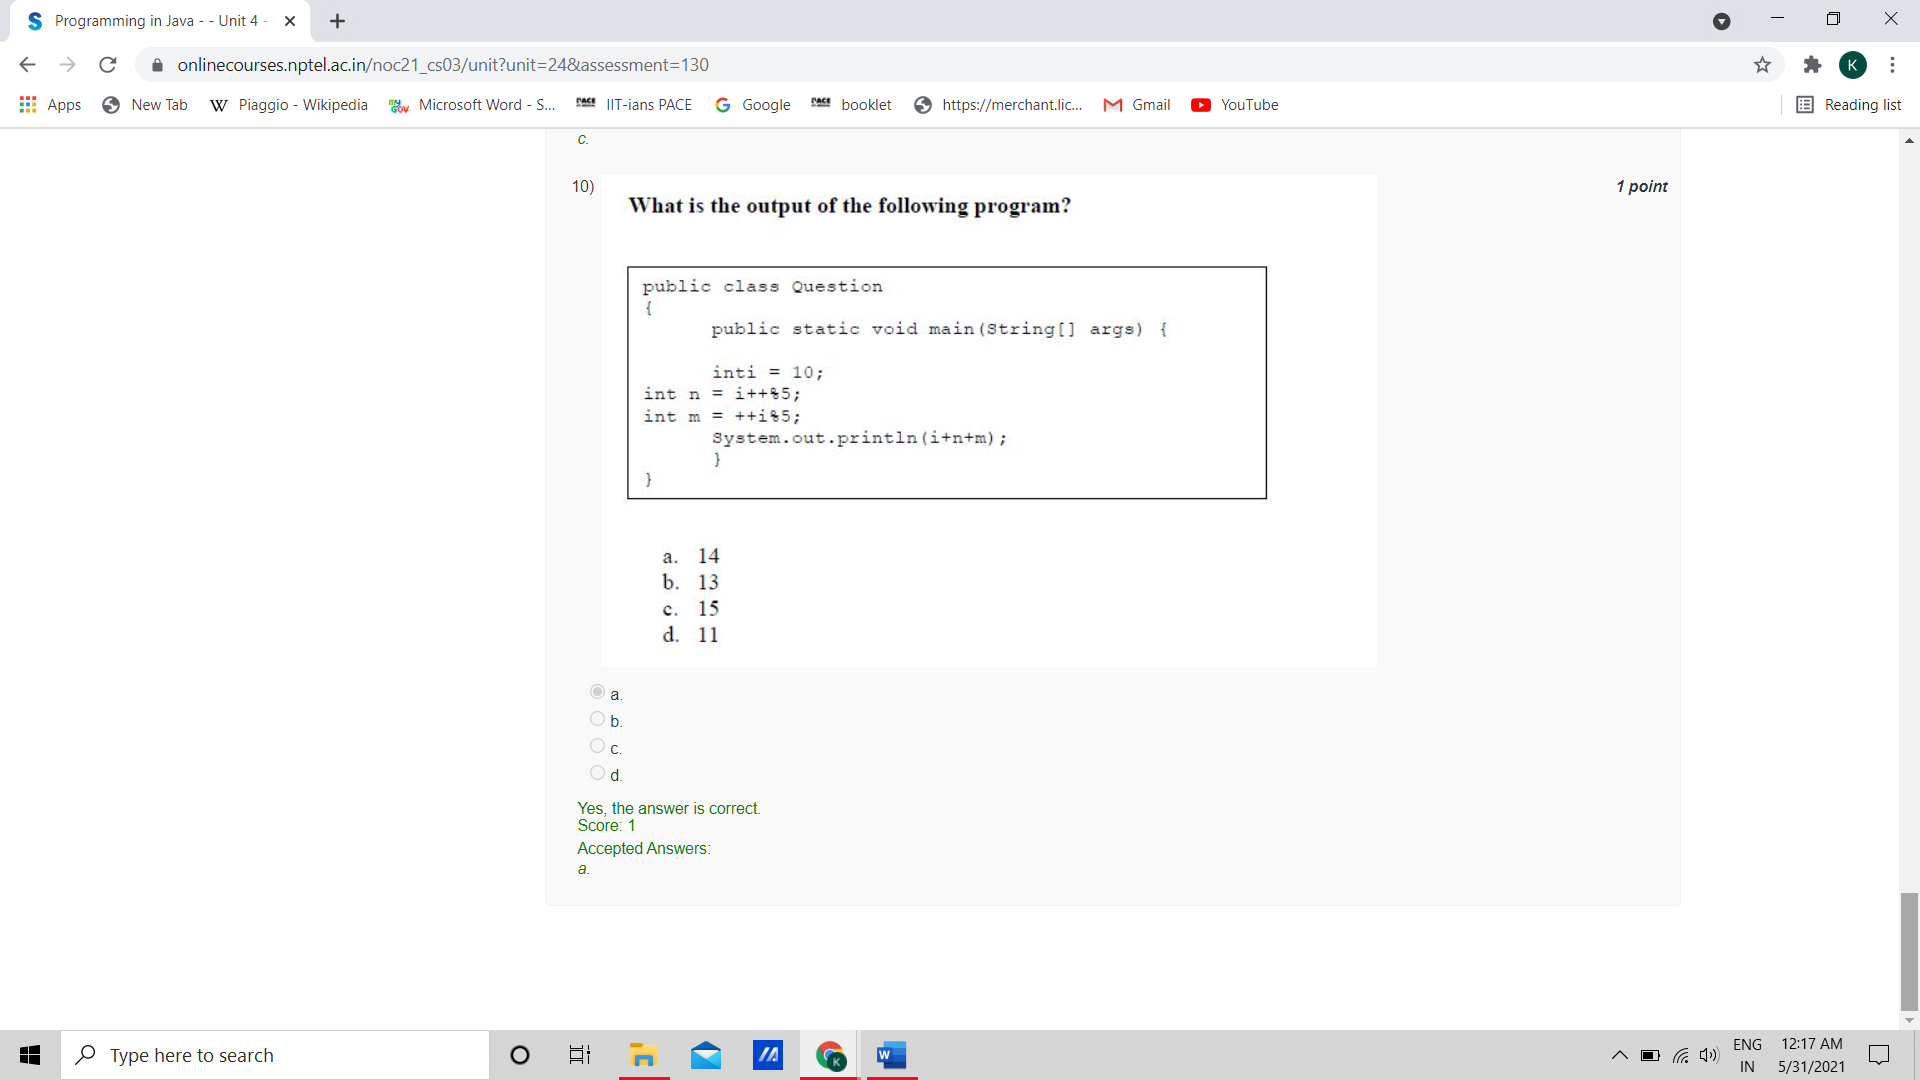 Programming in Java - - Unit 4 -
onlinecourses.nptel.ac.in/noc21_cs03/unit?unit=24&assessment=130
K
Apps New Tab W Piaggio - Wikipedia Microsoft Word - S... PACE IIT-ians PACE Google PACE booklet https://merchant.lic... Gmail YouTube Reading list
c.
10) 1 point
What is the output of the following program?
public class Question
{
public static void main(String[] args) {
inti = 10;
int n = i++%5;
int m = ++i%5;
System.out.println(i+n+m);
}
}
a. 14
b. 13
c. 15
d. 11
a.
b.
c.
d.
Yes, the answer is correct.
Score: 1
Accepted Answers:
a.
Type here to search
ENG 12:17 AM
IN 5/31/2021